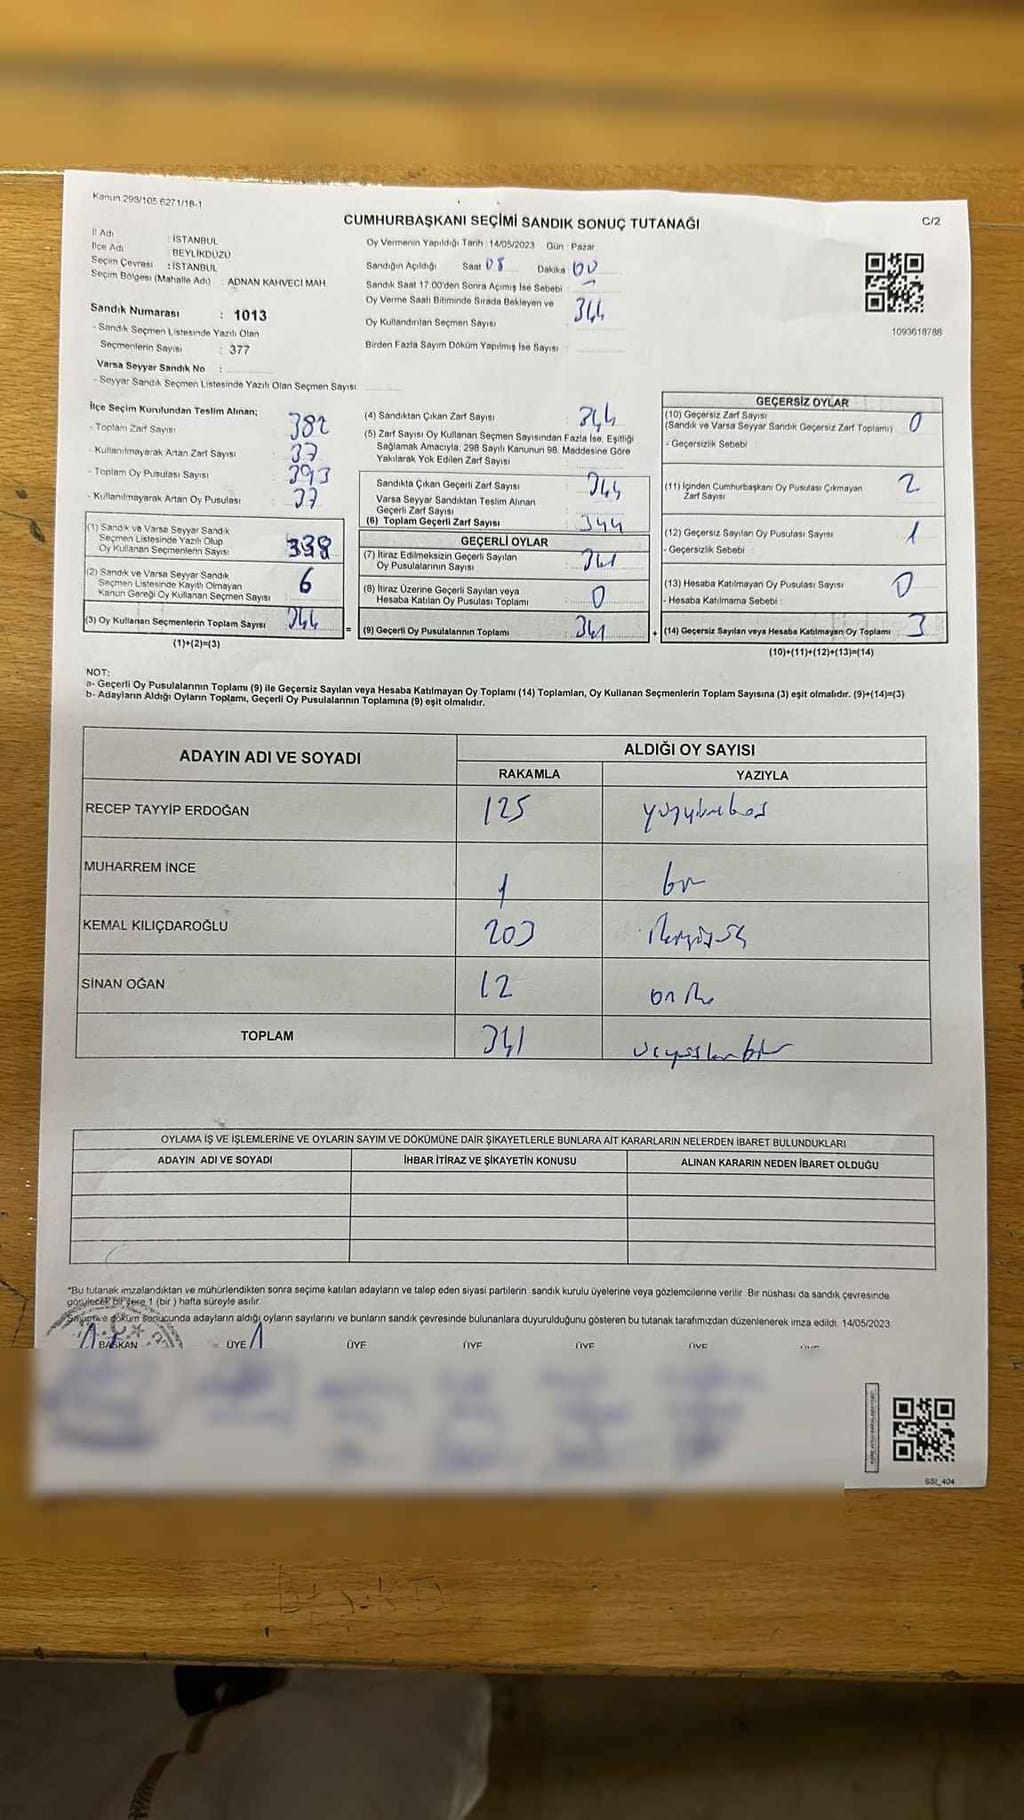 Kanun 298/105.6271/18-1
CUMHURBAŞKANI SEÇİMİ SANDIK SONUÇ TUTANAĞI
C/2
İl Adı : İSTANBUL
İlçe Adı BEYLİKDÜZÜ
Seçim Çevresi : İSTANBUL
Seçim Bölgesi (Mahalle Adı) : ADNAN KAHVECİ MAH
Sandık Numarası : 1013
- Sandık Seçmen Listesinde Yazılı Olan
Seçmenlerin Sayısı : 377
Varsa Seyyar Sandık No :
- Seyyar Sandık Seçmen Listesinde Yazılı Olan Seçmen Sayısı
Oy Vermenin Yapıldığı Tarih : 14/05/2023 Gün : Pazar
Sandığın Açıldığı Saat 08 Dakika 00
Sandık Saat 17:00'den Sonra Açımış İse Sebebi
Oy Verme Saati Bitiminde Sırada Bekleyen ve
Oy Kullandırılan Seçmen Sayısı 344
Birden Fazla Sayım Döküm Yapılmış İse Sayısı :
1093618786
İlçe Seçim Kurulundan Teslim Alınan;
- Toplam Zarf Sayısı 382
- Kullanılmayarak Artan Zarf Sayısı 37
- Toplam Oy Pusulası Sayısı 393
- Kullanılmayarak Artan Oy Pusulası 37
(1) Sandık ve Varsa Seyyar Sandık
Seçmen Listesinde Yazılı Olup
Oy Kullanan Seçmenlerin Sayısı 338
(2) Sandık ve Varsa Seyyar Sandık
Seçmen Listesinde Kayıtlı Olmayan
Kanun Gereği Oy Kullanan Seçmen Sayısı 6
(3) Oy Kullanan Seçmenlerin Toplam Sayısı 344
(1)+(2)=(3)
(4) Sandıktan Çıkan Zarf Sayısı 344
(5) Zarf Sayısı Oy Kullanan Seçmen Sayısından Fazla İse, Eşitliği
Sağlamak Amacıyla, 298 Sayılı Kanunun 98. Maddesine Göre
Yakılarak Yok Edilen Zarf Sayısı
Sandıkta Çıkan Geçerli Zarf Sayısı 344
Varsa Seyyar Sandıktan Teslim Alınan
Geçerli Zarf Sayısı
(6) Toplam Geçerli Zarf Sayısı 344
GEÇERLİ OYLAR
(7) İtiraz Edilmeksizin Geçerli Sayılan
Oy Pusulalarının Sayısı 341
(8) İtiraz Üzerine Geçerli Sayılan veya
Hesaba Katılan Oy Pusulası Toplamı 0
= (9) Geçerli Oy Pusulalarının Toplamı 341 +
GEÇERSİZ OYLAR
(10) Geçersiz Zarf Sayısı
(Sandık ve Varsa Seyyar Sandık Geçersiz Zarf Toplamı) 0
- Geçersizlik Sebebi :
(11) İçinden Cumhurbaşkanı Oy Pusulası Çıkmayan
Zarf Sayısı 2
(12) Geçersiz Sayılan Oy Pusulası Sayısı 1
- Geçersizlik Sebebi :
(13) Hesaba Katılmayan Oy Pusulası Sayısı 0
- Hesaba Katılmama Sebebi :
(14) Geçersiz Sayılan veya Hesaba Katılmayan Oy Toplamı 3
(10)+(11)+(12)+(13)=(14)
NOT:
a- Geçerli Oy Pusulalarının Toplamı (9) ile Geçersiz Sayılan veya Hesaba Katılmayan Oy Toplamı (14) Toplamları, Oy Kullanan Seçmenlerin Toplam Sayısına (3) eşit olmalıdır. (9)+(14)=(3)
b- Adayların Aldığı Oyların Toplamı, Geçerli Oy Pusulalarının Toplamına (9) eşit olmalıdır.
ADAYIN ADI VE SOYADI ALDIĞI OY SAYISI
RAKAMLA YAZIYLA
RECEP TAYYİP ERDOĞAN 125 yüzyirmibeş
MUHARREM İNCE 1 bir
KEMAL KILIÇDAROĞLU 203 ikiyüzüç
SİNAN OĞAN 12 on iki
TOPLAM 341
OYLAMA İŞ VE İŞLEMLERİNE VE OYLARIN SAYIM VE DÖKÜMÜNE DAİR ŞİKAYETLERLE BUNLARA AİT KARARLARIN NELERDEN İBARET BULUNDUKLARI
ADAYIN ADI VE SOYADI İHBAR İTİRAZ VE ŞİKAYETİN KONUSU ALINAN KARARIN NEDEN İBARET OLDUĞU
*Bu tutanak imzalandıktan ve mühürlendikten sonra seçime katılan adayların ve talep eden siyasi partilerin sandık kurulu üyelerine veya gözlemcilerine verilir. Bir nüshası da sandık çevresinde
görülecek bir yere 1 (bir) hafta süreyle asılır.
Sayım ve döküm sonucunda adayların aldığı oyların sayılarını ve bunların sandık çevresinde bulunanlara duyurulduğunu gösteren bu tutanak tarafımızdan düzenlenerek imza edildi. 14/05/2023
BAŞKAN ÜYE ÜYE ÜYE ÜYE ÜYE
SSİ_404